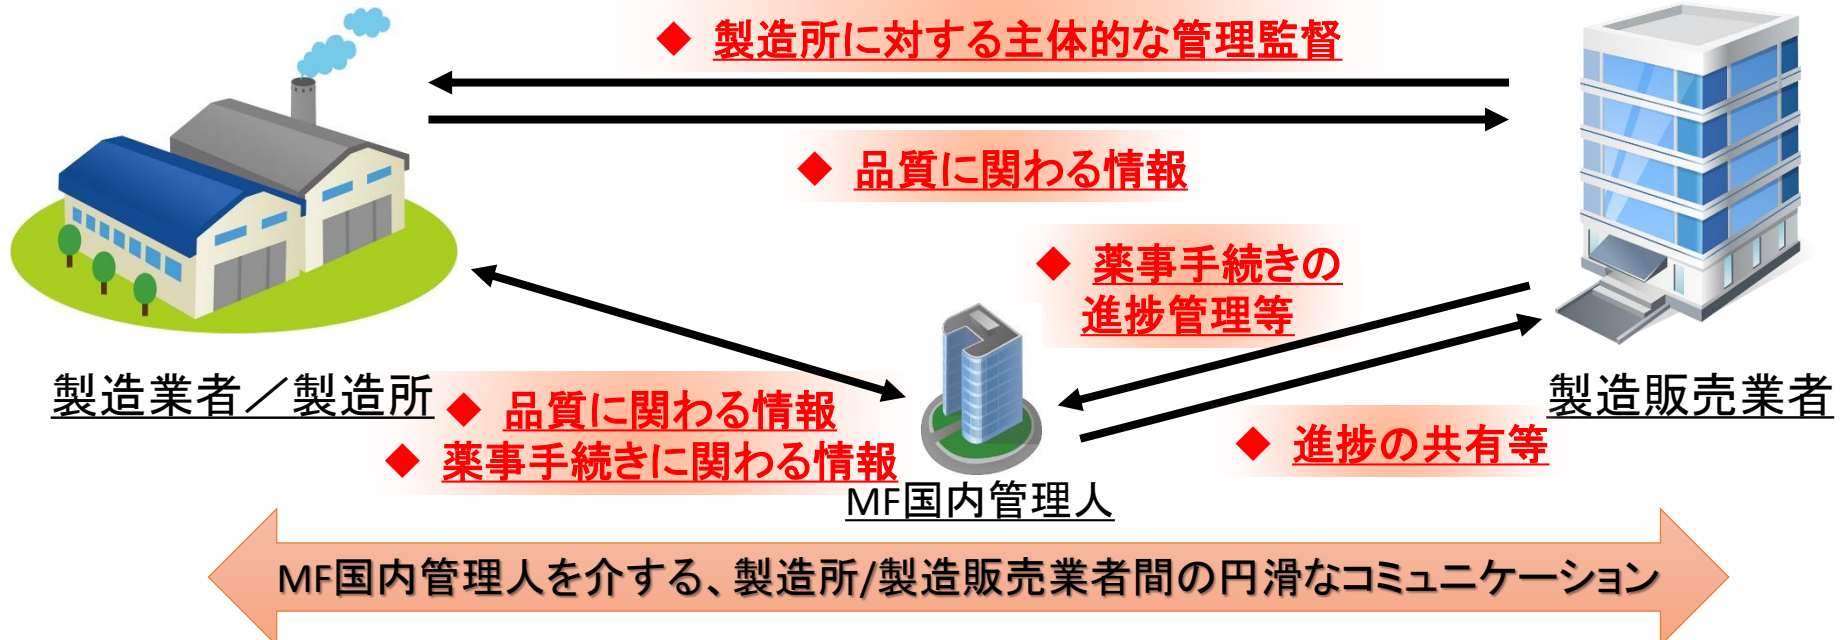 ◆ 製造所に対する主体的な管理監督
◆ 品質に関わる情報
◆ 薬事手続きの
進捗管理等
製造業者／製造所
製造販売業者
◆ 品質に関わる情報
◆ 薬事手続きに関わる情報
◆ 進捗の共有等
MF国内管理人
MF国内管理人を介する、製造所/製造販売業者間の円滑なコミュニケーション